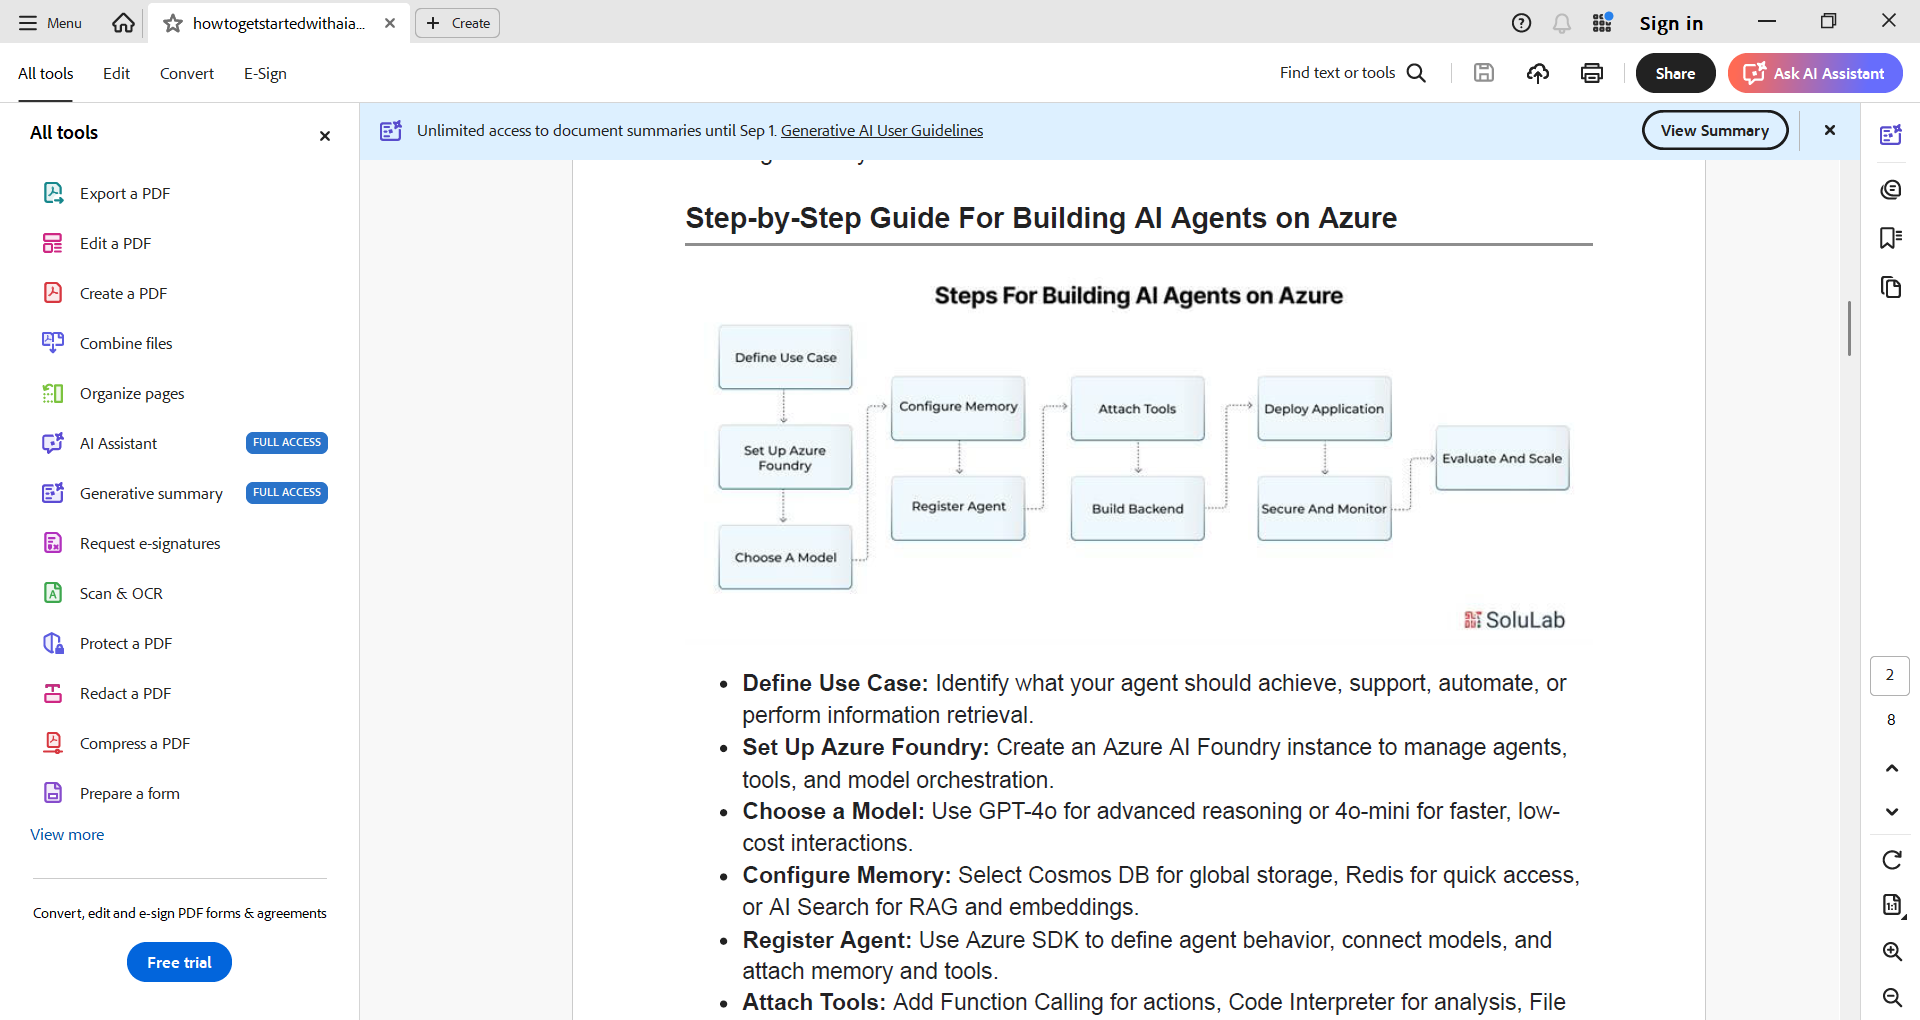 Menu
howtogetstartedwithaia...
Create
Sign in
All tools
Edit
Convert
E-Sign
Find text or tools
Share
Ask AI Assistant
All tools
Unlimited access to document summaries until Sep 1. Generative AI User Guidelines
View Summary
Export a PDF
Edit a PDF
Create a PDF
Combine files
Organize pages
AI Assistant
FULL ACCESS
Generative summary
FULL ACCESS
Request e-signatures
Scan & OCR
Protect a PDF
Redact a PDF
Compress a PDF
Prepare a form
View more
Convert, edit and e-sign PDF forms & agreements
Free trial
Step-by-Step Guide For Building AI Agents on Azure
Steps For Building AI Agents on Azure
Define Use Case
Set Up Azure
Foundry
Choose A Model
Configure Memory
Register Agent
Attach Tools
Build Backend
Deploy Application
Secure And Monitor
Evaluate And Scale
SoluLab
• Define Use Case: Identify what your agent should achieve, support, automate, or
perform information retrieval.
• Set Up Azure Foundry: Create an Azure AI Foundry instance to manage agents,
tools, and model orchestration.
• Choose a Model: Use GPT-4o for advanced reasoning or 4o-mini for faster, low-
cost interactions.
• Configure Memory: Select Cosmos DB for global storage, Redis for quick access,
or AI Search for RAG and embeddings.
• Register Agent: Use Azure SDK to define agent behavior, connect models, and
attach memory and tools.
• Attach Tools: Add Function Calling for actions, Code Interpreter for analysis, File
2
8
1:1